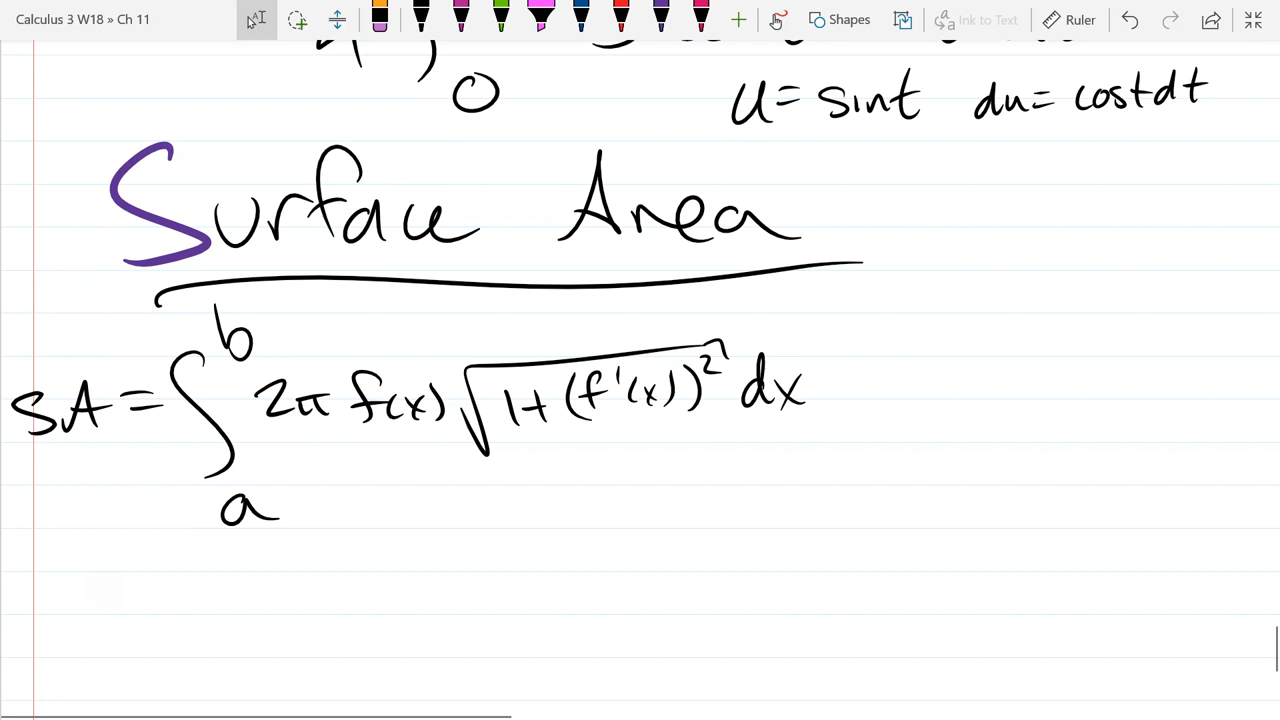 Calculus 3 W18 » Ch 11
Shapes
Ink to Text
Ruler
0
u = sint du = costdt
Surface Area
SA = ∫_a^b 2π f(x) √(1+(f'(x))²) dx